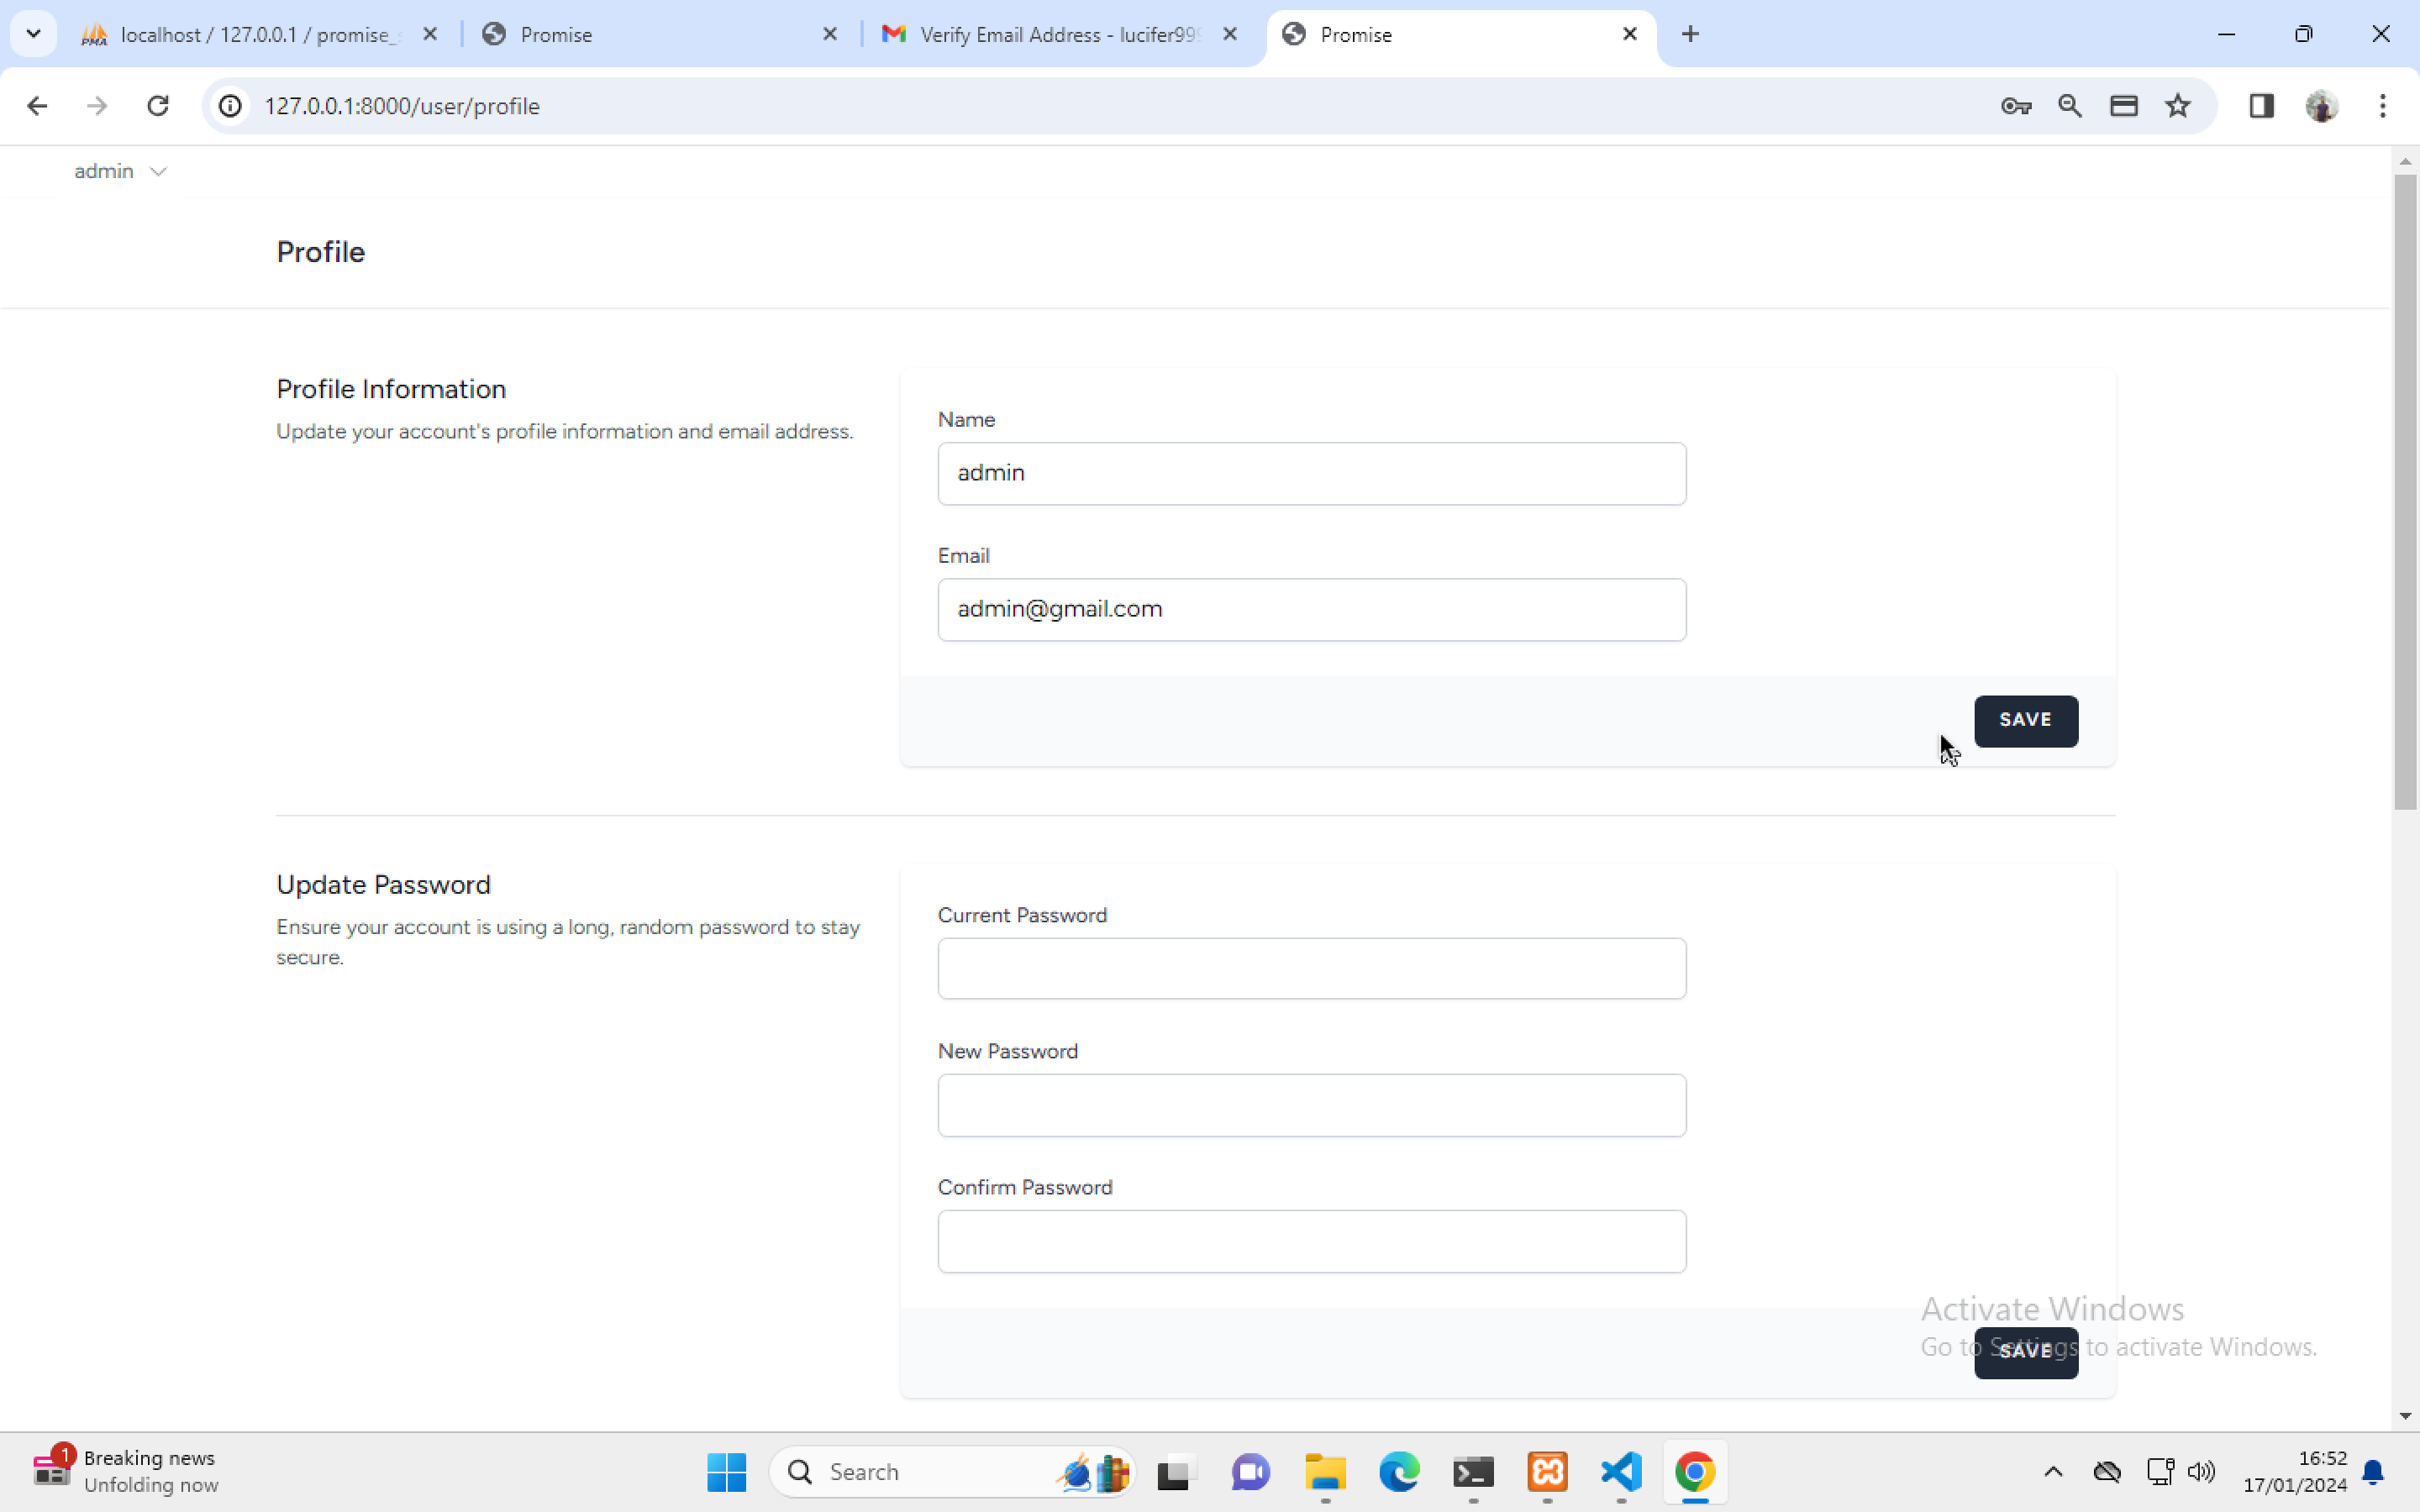 localhost / 127.0.0.1 / promise_s
Promise
Verify Email Address - lucifer999
Promise
127.0.0.1:8000/user/profile
admin
Profile
Profile Information
Update your account's profile information and email address.
Name
admin
Email
admin@gmail.com
SAVE
Update Password
Ensure your account is using a long, random password to stay
secure.
Current Password
New Password
Confirm Password
Activate Windows
Go to Settings to activate Windows.
SAVE
1
Breaking news
Unfolding now
Search
16:52
17/01/2024